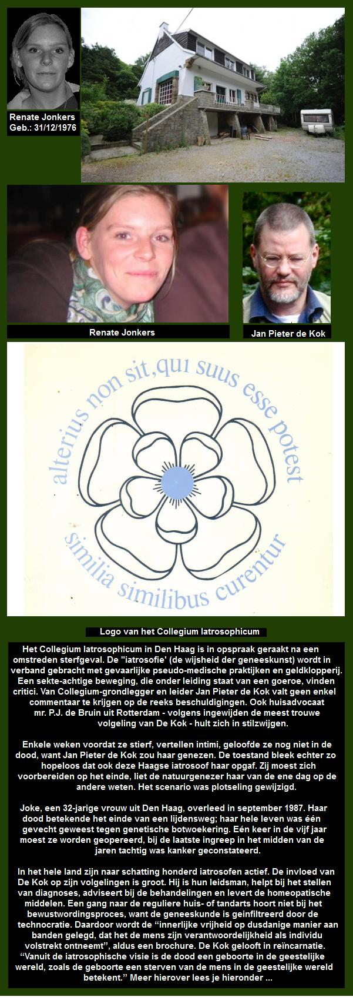 Renate Jonkers
Geb.: 31/12/1976
Renate Jonkers
Jan Pieter de Kok
alterius non sit, qui suus esse potest
similia similibus curentur
Logo van het Collegium Iatrosophicum
Het Collegium Iatrosophicum in Den Haag is in opspraak geraakt na een
omstreden sterfgeval. De "iatrosofie' (de wijsheid der geneeskunst) wordt in
verband gebracht met gevaarlijke pseudo-medische praktijken en geldklopperij.
Een sekte-achtige beweging, die onder leiding staat van een goeroe, vinden
critici. Van Collegium-grondlegger en leider Jan Pieter de Kok valt geen enkel
commentaar te krijgen op de reeks beschuldigingen. Ook huisadvocaat
mr. P.J. de Bruin uit Rotterdam - volgens ingewijden de meest trouwe
volgeling van De Kok - hult zich in stilzwijgen.
Enkele weken voordat ze stierf, vertellen intimi, geloofde ze nog niet in de
dood, want Jan Pieter de Kok zou haar genezen. De toestand bleek echter zo
hopeloos dat ook deze Haagse iatrosoof haar opgaf. Zij moest zich
voorbereiden op het einde, liet de natuurgenezer haar van de ene dag op de
andere weten. Het scenario was plotseling gewijzigd.
Joke, een 32-jarige vrouw uit Den Haag, overleed in september 1987. Haar
dood betekende het einde van een lijdensweg; haar hele leven was één
gevecht geweest tegen genetische botwoekering. Eén keer in de vijf jaar
moest ze worden geopereerd, bij de laatste ingreep in het midden van de
jaren tachtig was kanker geconstateerd.
In het hele land zijn naar schatting honderd iatrosofen actief. De invloed van
De Kok op zijn volgelingen is groot. Hij is hun leidsman, helpt bij het stellen
van diagnoses, adviseert bij de behandelingen en levert de homeopatische
middelen. Een gang naar de reguliere huis- of tandarts hoort niet bij het
bewustwordingsproces, want de geneeskunde is geinfiltreerd door de
technocratie. Daardoor wordt de “innerlijke vrijheid op dusdanige manier aan
banden gelegd, dat het de mens zijn verantwoordelijkheid als individu
volstrekt ontneemt”, aldus een brochure. De Kok gelooft in reïncarnatie.
“Vanuit de iatrosophische visie is de dood een geboorte in de geestelijke
wereld, zoals de geboorte een sterven van de mens in de geestelijke wereld
betekent.” Meer hierover lees je hieronder ...